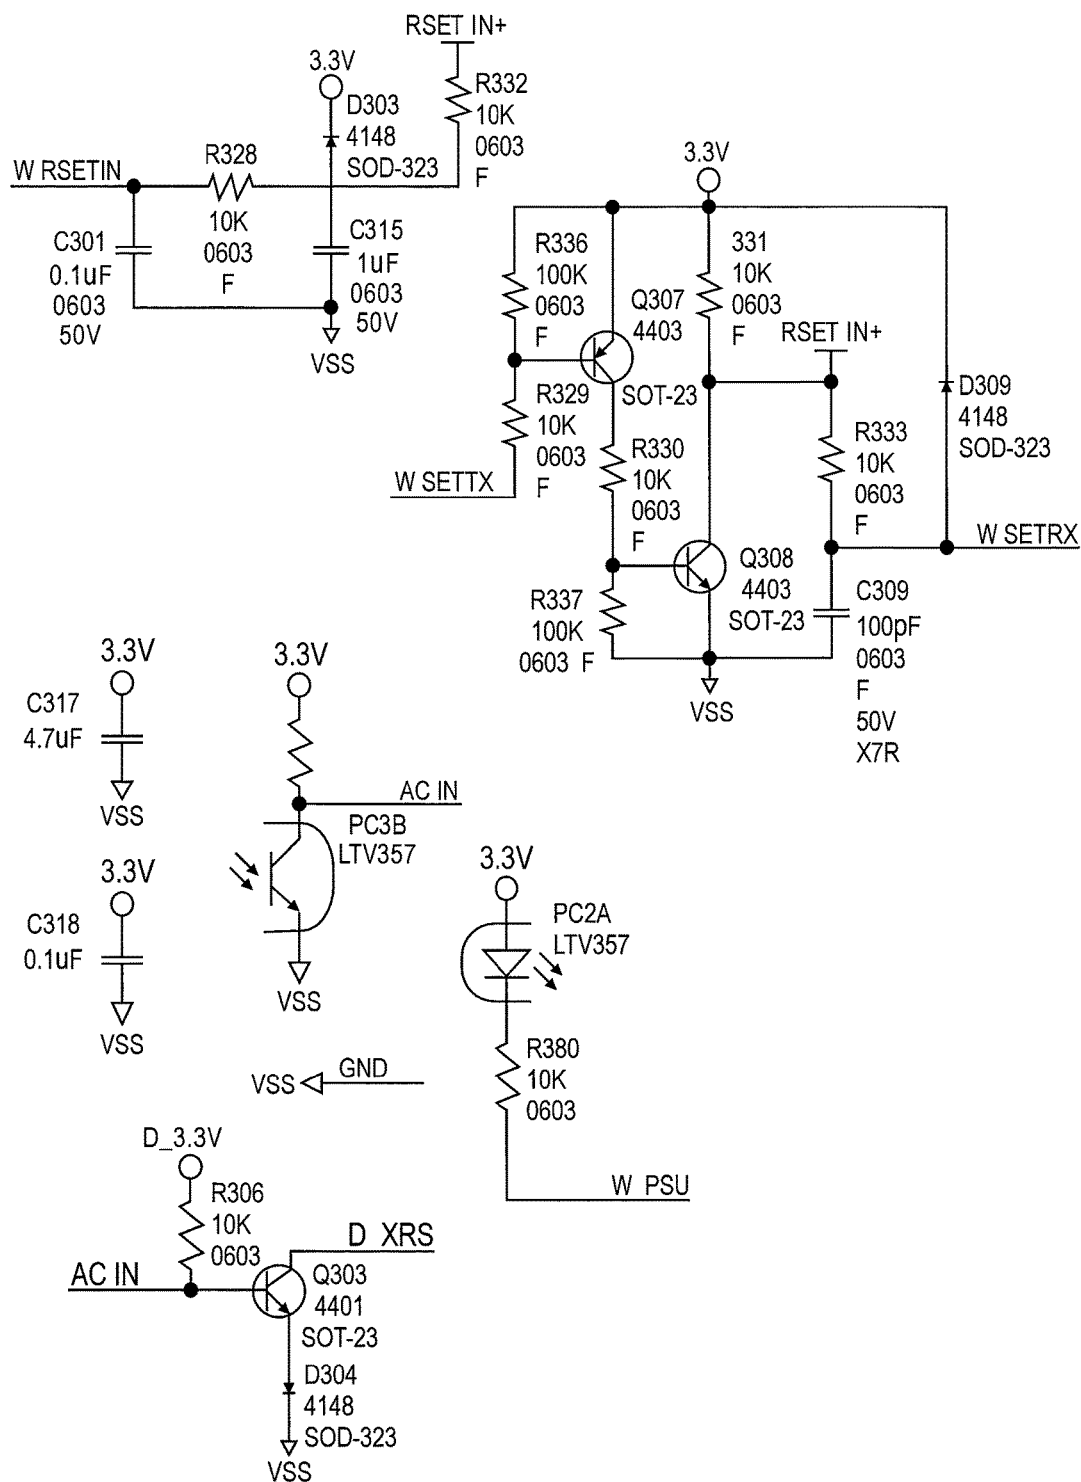 RSET IN+
3.3V
D303
4148
SOD-323
R332
10K
0603
F
W RSETIN
R328
10K
0603
F
C301
0.1uF
0603
50V
C315
1uF
0603
50V
VSS
3.3V
R336
100K
0603
F
Q307
4403
SOT-23
331
10K
0603
F
RSET IN+
R329
10K
0603
F
W SETTX
R330
10K
0603
F
R333
10K
0603
F
D309
4148
SOD-323
W SETRX
Q308
4403
SOT-23
R337
100K
0603 F
C309
100pF
0603
F
50V
X7R
VSS
3.3V
C317
4.7uF
VSS
3.3V
AC IN
PC3B
LTV357
VSS
3.3V
C318
0.1uF
VSS
3.3V
PC2A
LTV357
R380
10K
0603
W PSU
VSS
GND
D_3.3V
R306
10K
0603
AC IN
D XRS
Q303
4401
SOT-23
D304
4148
SOD-323
VSS